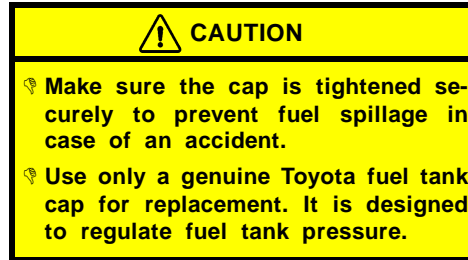 CAUTION
Make sure the cap is tightened se-
curely to prevent fuel spillage in
case of an accident.
Use only a genuine Toyota fuel tank
cap for replacement. It is designed
to regulate fuel tank pressure.